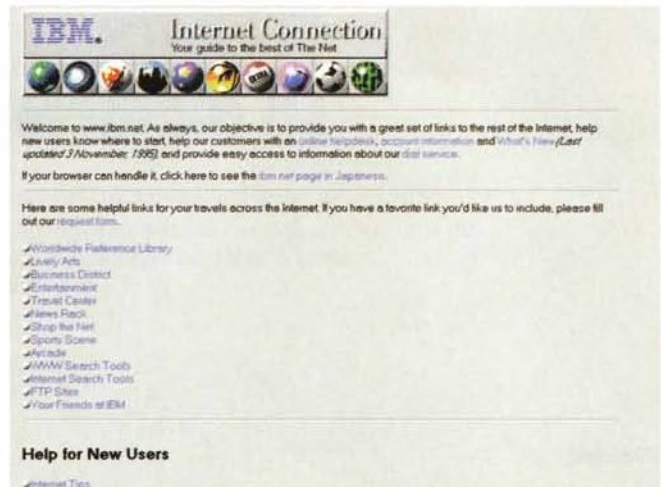 IBM.
Internet Connection
Your guide to the best of The Net
EXTRA
Welcome to www.ibm.net. As always, our objective is to provide you with a great set of links to the rest of the Internet, help
new users know where to start, help our customers with an online helpdesk, account information and What's New (Last
updated 3 November, 1995), and provide easy access to information about our dial service.
If your browser can handle it, click here to see the ibm.net page in Japanese.
Here are some helpful links for your travels across the Internet. If you have a favorite link you'd like us to include, please fill
out our request form.
Worldwide Reference Library
Lively Arts
Business District
Entertainment
Travel Center
News Rack
Shop the Net
Sports Scene
Arcade
WWW Search Tools
Internet Search Tools
FTP Sites
Your Friends at IBM
Help for New Users
Internet Tips